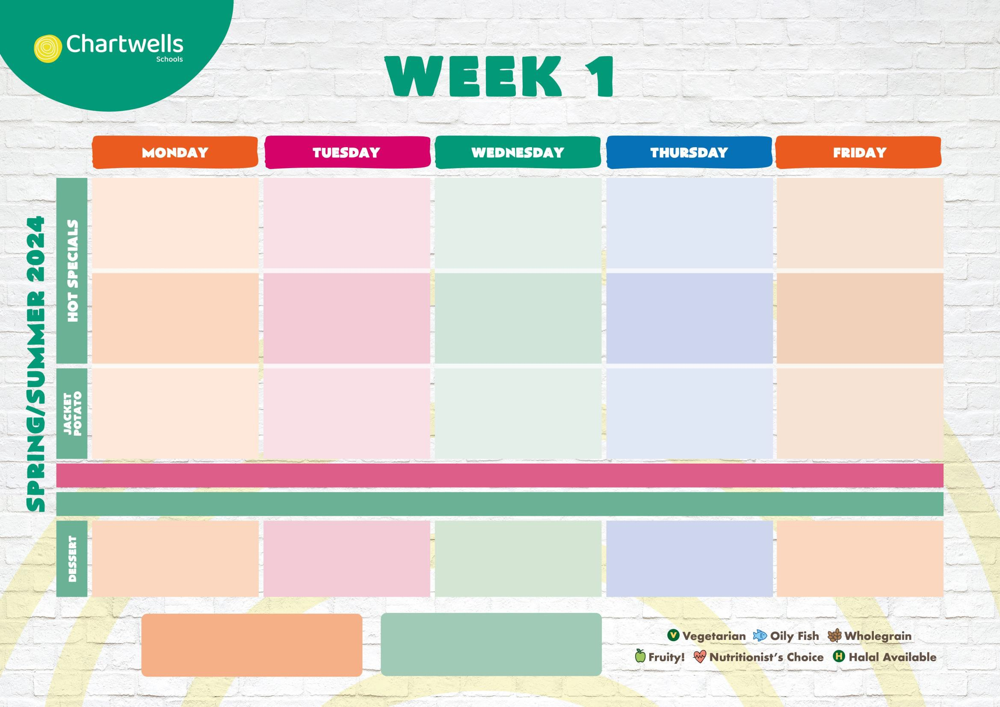 Chartwells
Schools
WEEK 1
MONDAY
TUESDAY
WEDNESDAY
THURSDAY
FRIDAY
SPRING/SUMMER 2024
HOT SPECIALS
JACKET
POTATO
DESSERT
V Vegetarian Oily Fish Wholegrain
Fruity! Nutritionist's Choice H Halal Available